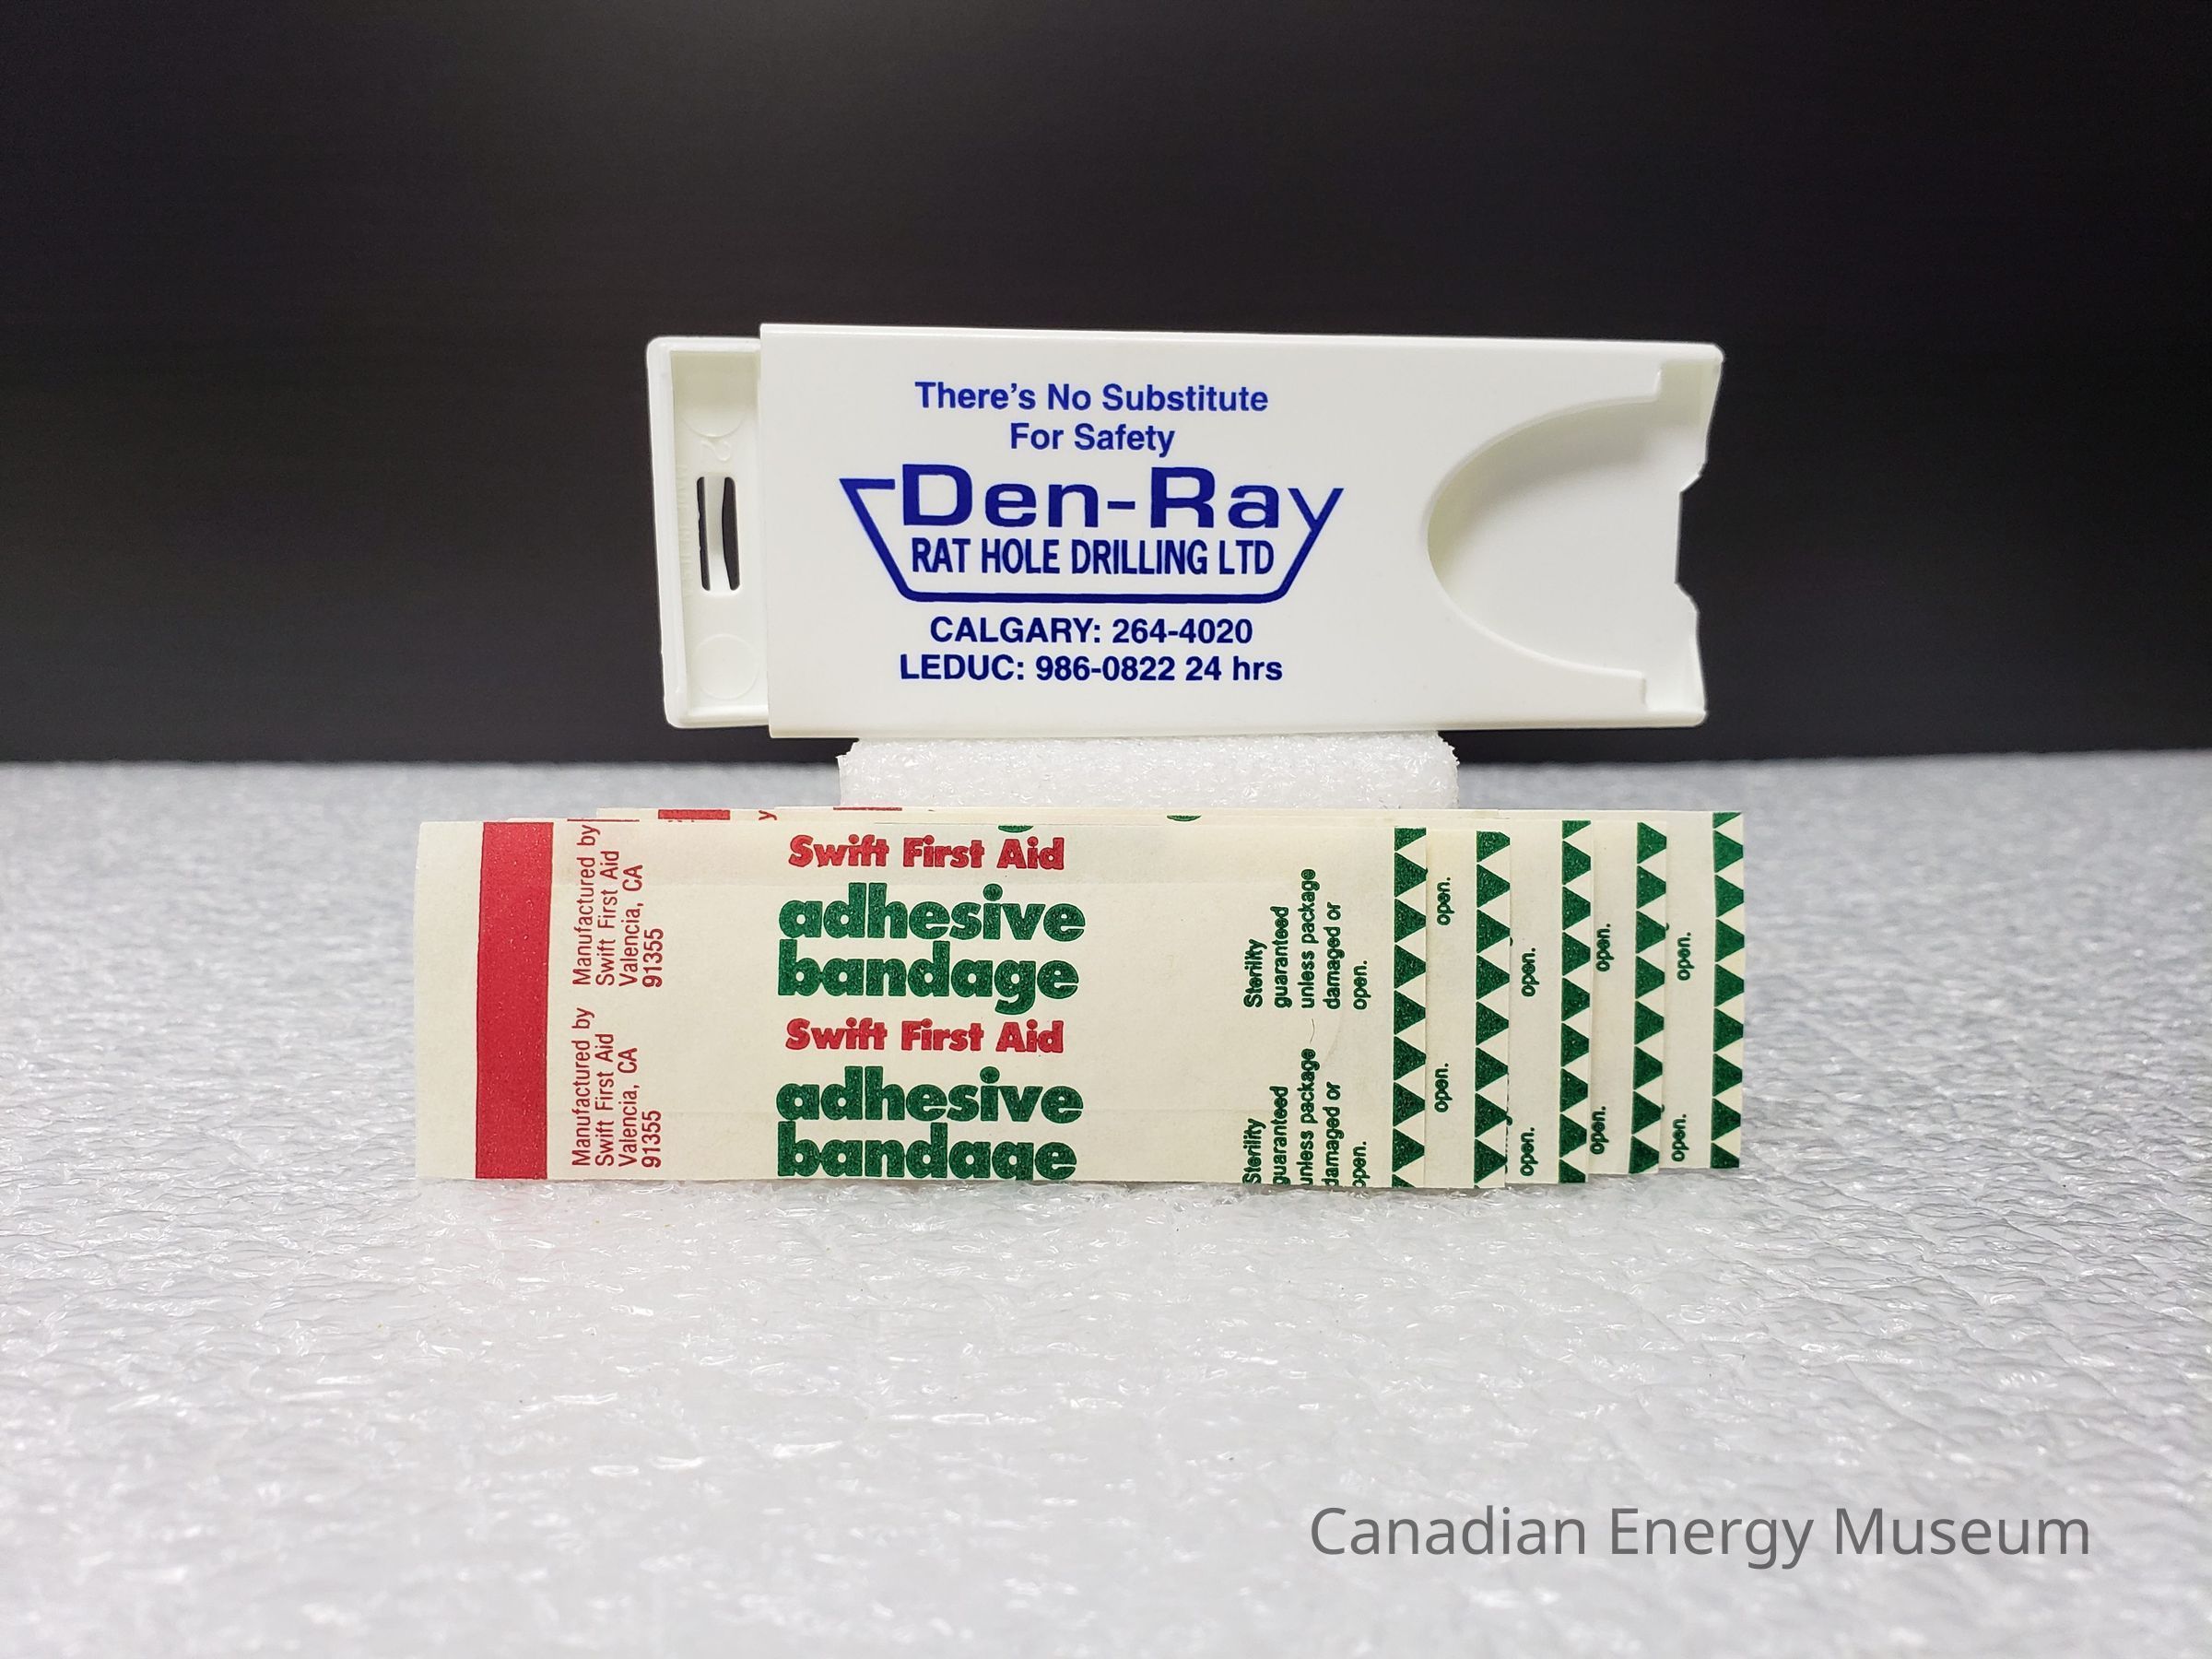 There's No Substitute
For Safety
Den-Ray
RAT HOLE DRILLING LTD
CALGARY: 264-4020
LEDUC: 986-0822 24 hrs
Manufactured by
Swift First Aid
Valencia, CA
91355
Manufactured by
Swift First Aid
Valencia, CA
91355
Swift First Aid
adhesive
bandage
Swift First Aid
adhesive
bandage
Sterility
guaranteed
unless package
damaged or
open.
Sterility
guaranteed
unless package
damaged or
open.
open.
open.
open.
open.
open.
open.
open.
open.
Canadian Energy Museum